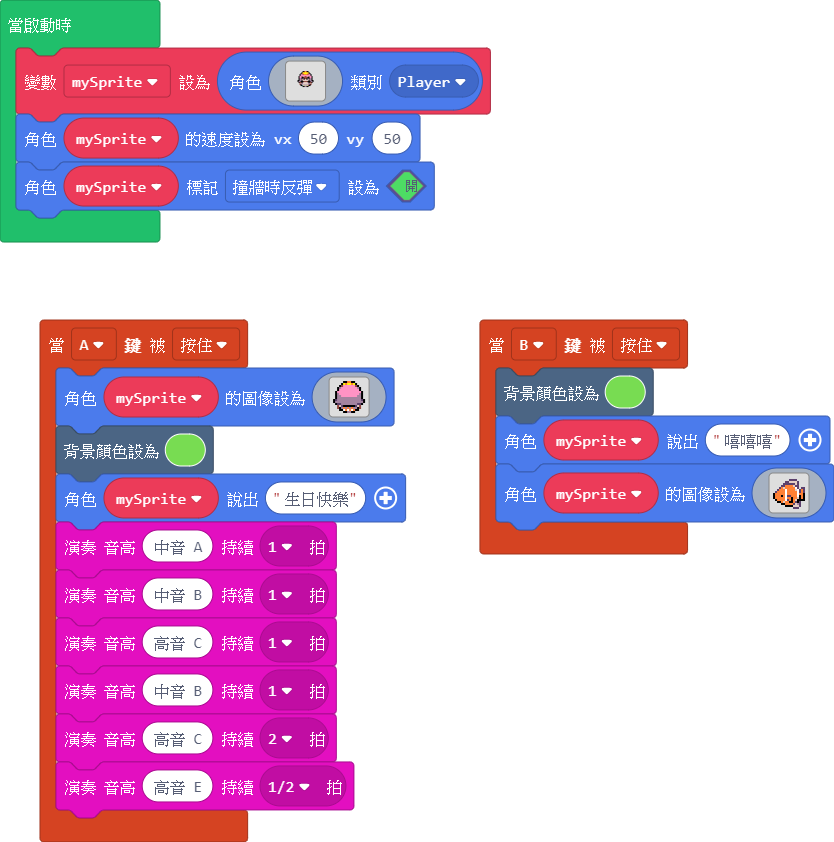 當啟動時
變數 mySprite 設為 角色 類別 Player
角色 mySprite 的速度設為 vx 50 vy 50
角色 mySprite 標記 撞牆時反彈 設為 開
當 A 鍵 被 按住
角色 mySprite 的圖像設為
背景顏色設為
角色 mySprite 說出 "生日快樂"
演奏 音高 中音 A 持續 1 拍
演奏 音高 中音 B 持續 1 拍
演奏 音高 高音 C 持續 1 拍
演奏 音高 中音 B 持續 1 拍
演奏 音高 高音 C 持續 2 拍
演奏 音高 高音 E 持續 1/2 拍
當 B 鍵 被 按住
背景顏色設為
角色 mySprite 說出 "嘻嘻嘻"
角色 mySprite 的圖像設為